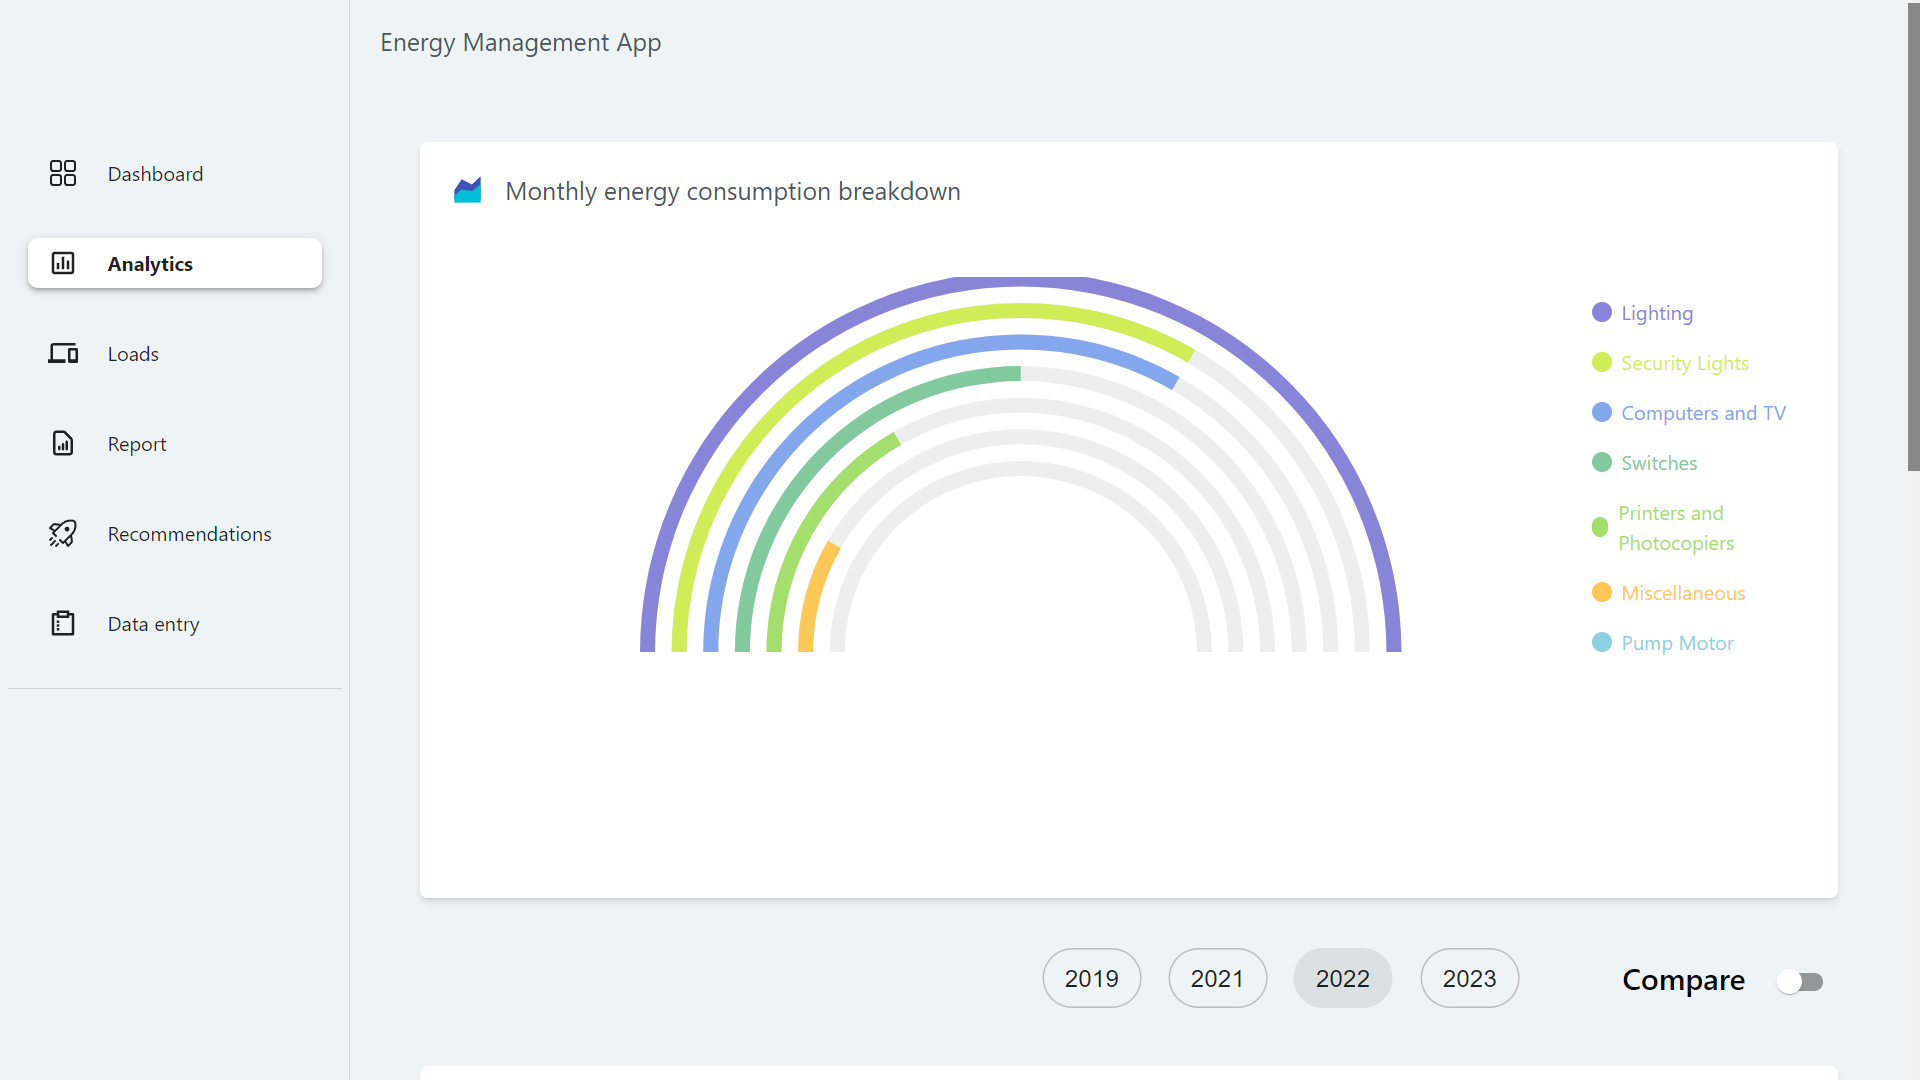 Energy Management App
Dashboard
Analytics
Loads
Report
Recommendations
Data entry
Monthly energy consumption breakdown
Lighting
Security Lights
Computers and TV
Switches
Printers and
Photocopiers
Miscellaneous
Pump Motor
2019
2021
2022
2023
Compare